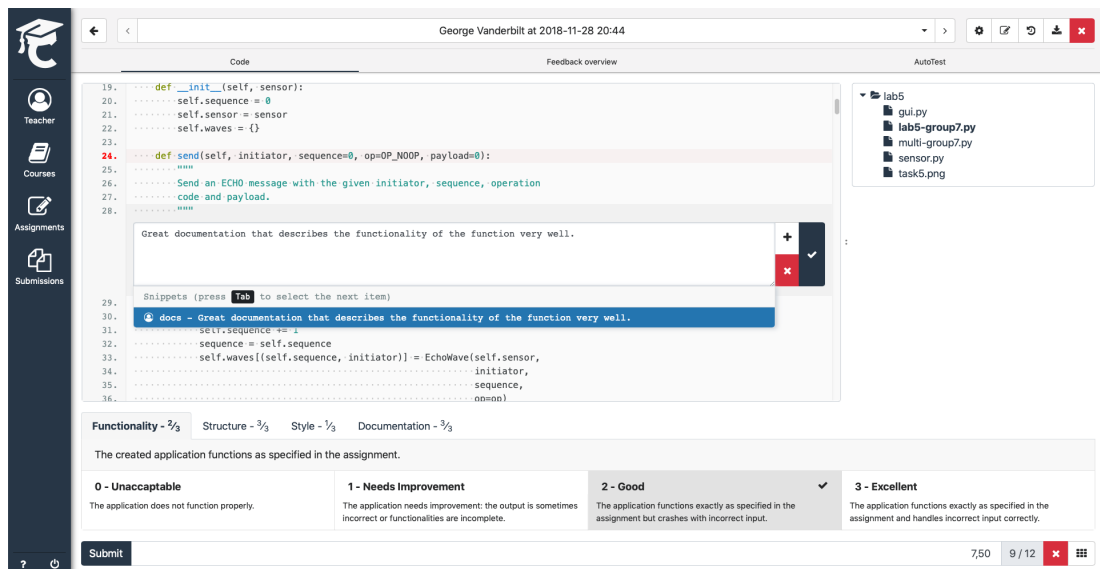 George Vanderbilt at 2018-11-28 20:44
Code
Feedback overview
AutoTest
Teacher
Courses
Assignments
Submissions
19. def __init__(self, sensor):
20. self.sequence = 0
21. self.sensor = sensor
22. self.waves = {}
23.
24. def send(self, initiator, sequence=0, op=OP_NOOP, payload=0):
25. """
26. Send an ECHO message with the given initiator, sequence, operation
27. code and payload.
28. """
Great documentation that describes the functionality of the function very well.
Snippets (press Tab to select the next item)
docs – Great documentation that describes the functionality of the function very well.
29.
30.
31. self.sequence += 1
32. sequence = self.sequence
33. self.waves[(self.sequence, initiator)] = EchoWave(self.sensor,
34. initiator,
35. sequence,
36. op=op)
lab5
gui.py
lab5-group7.py
multi-group7.py
sensor.py
task5.png
Functionality - 2⁄3
Structure - 3⁄3
Style - 1⁄3
Documentation - 3⁄3
The created application functions as specified in the assignment.
0 - Unaccaptable
The application does not function properly.
1 - Needs Improvement
The application needs improvement: the output is sometimes
incorrect or functionalities are incomplete.
2 - Good
The application functions exactly as specified in the
assignment but crashes with incorrect input.
3 - Excellent
The application functions exactly as specified in the
assignment and handles incorrect input correctly.
Submit
7,50
9 / 12
?